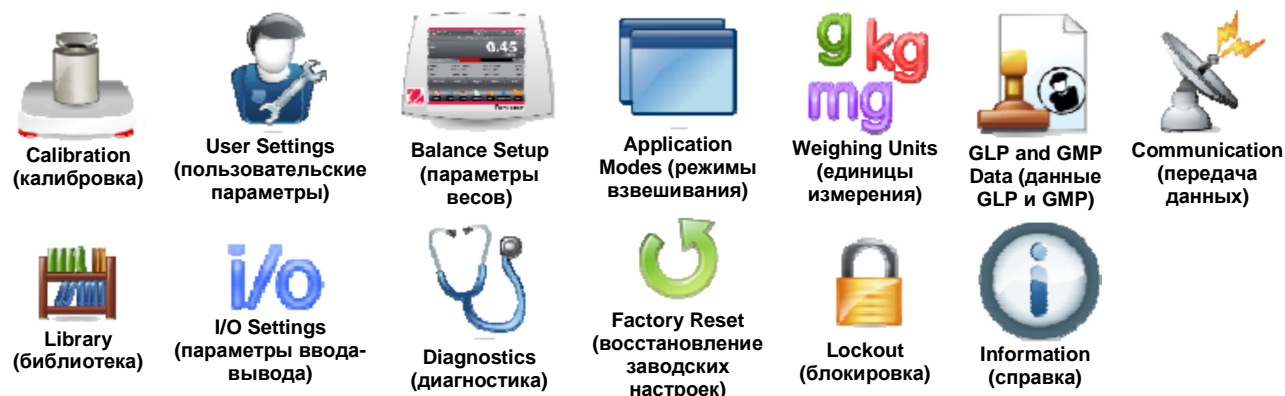 0.45
g kg
mg
Calibration
(калибровка)
User Settings
(пользовательские
параметры)
Balance Setup
(параметры
весов)
Application
Modes (режимы
взвешивания)
Weighing Units
(единицы
измерения)
GLP and GMP
Data (данные
GLP и GMP)
Communication
(передача
данных)
i/o
i
Library
(библиотека)
I/O Settings
(параметры ввода-
вывода)
Diagnostics
(диагностика)
Factory Reset
(восстановление
заводских
настроек)
Lockout
(блокировка)
Information
(справка)